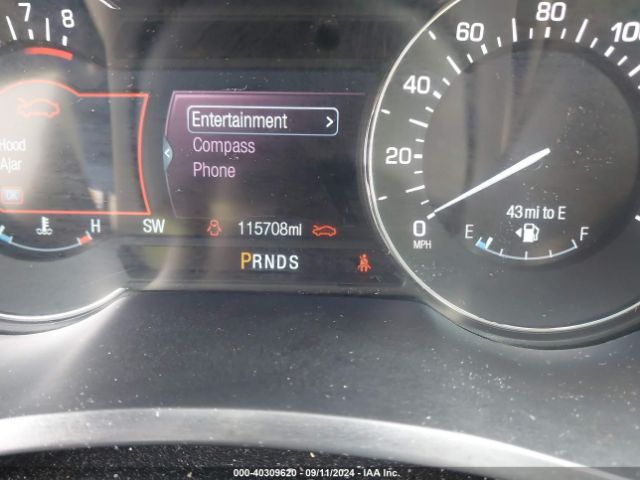 7 8
60 80 100
40
20
0
MPH
Hood
Ajar
OK
Entertainment >
Compass
Phone
43 mi to E
E F
H SW 115708mi
PRNDS
000-40309620 - 09/11/2024 - IAA Inc.